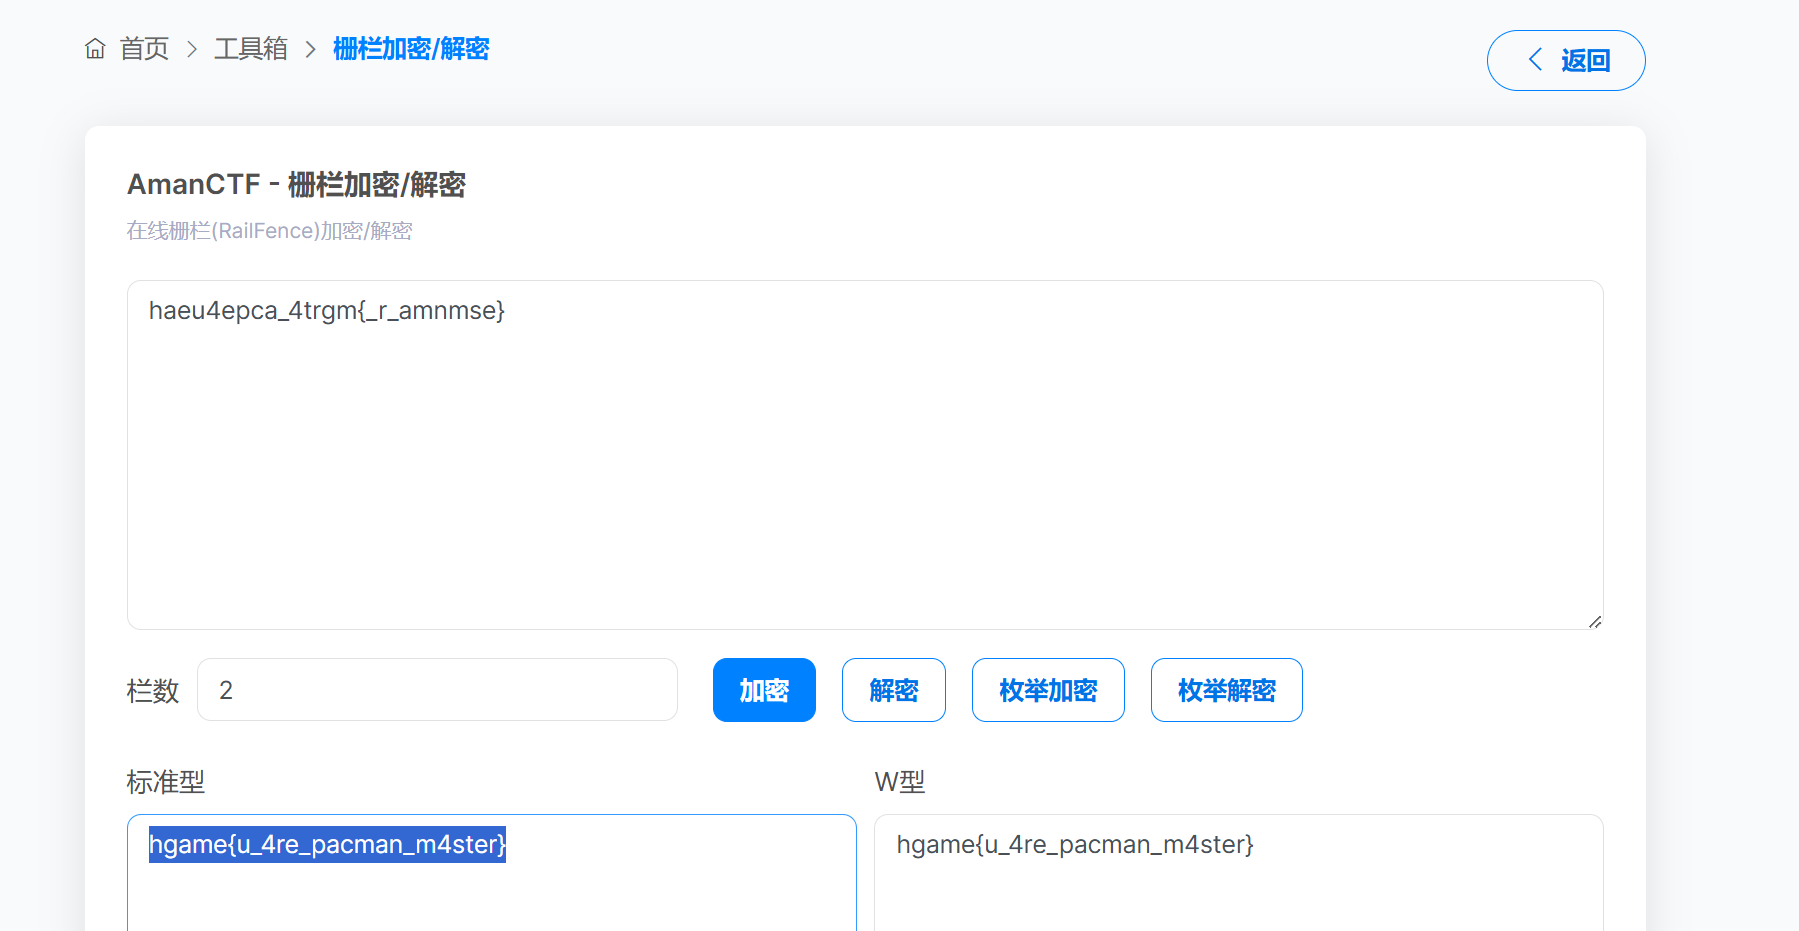 首页 > 工具箱 > 栅栏加密/解密
返回
AmanCTF - 栅栏加密/解密
在线栅栏(RailFence)加密/解密
haeu4epca_4trgm{_r_amnmse}
栏数 2 加密 解密 枚举加密 枚举解密
标准型 W型
hgame{u_4re_pacman_m4ster} hgame{u_4re_pacman_m4ster}